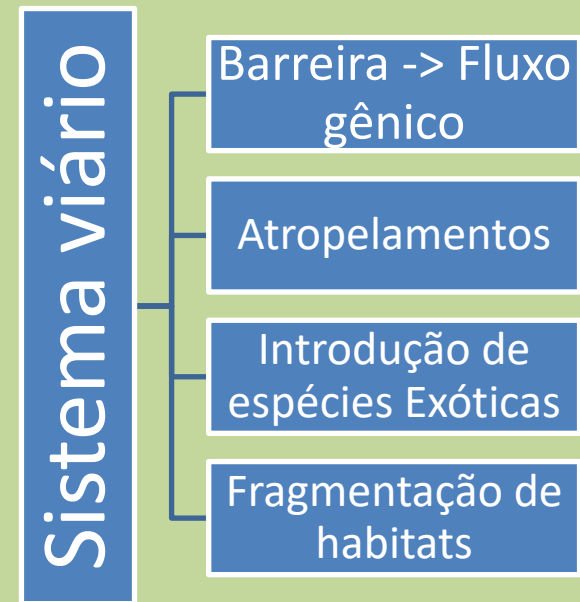 Sistema viário
Barreira -> Fluxo
gênico
Atropelamentos
Introdução de
espécies Exóticas
Fragmentação de
habitats